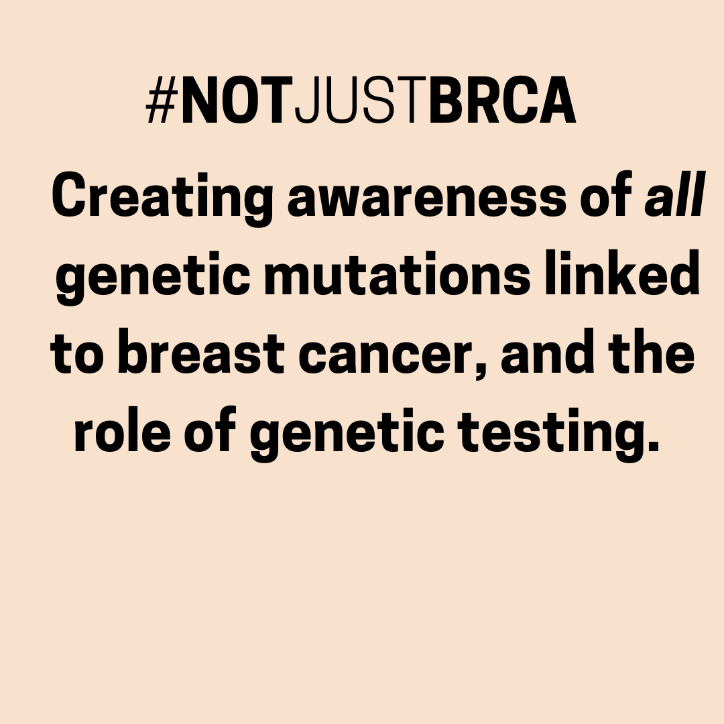 #NOTJUSTBRCA
Creating awareness of all
genetic mutations linked
to breast cancer, and the
role of genetic testing.